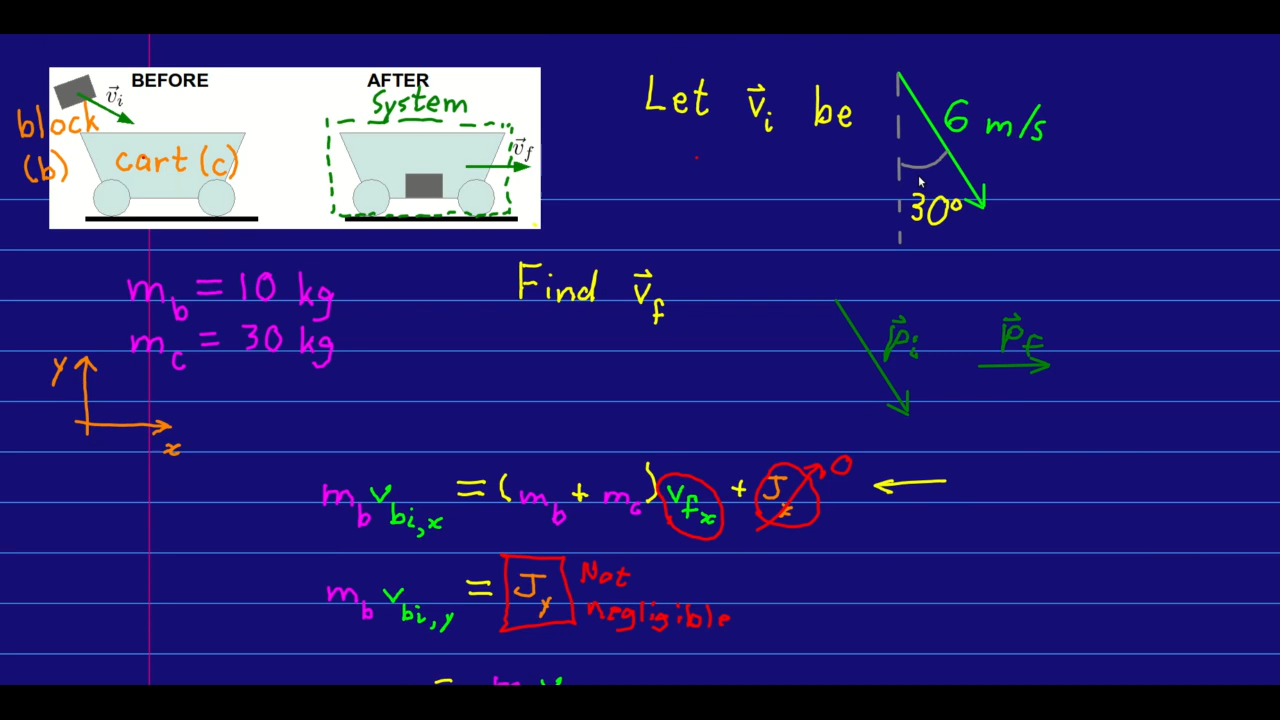 BEFORE
AFTER
v⃗i
block
(b)
cart (c)
System
v⃗f
Let v⃗i be
6 m/s
30°
mb = 10 kg
mc = 30 kg
Find v⃗f
p⃗i
p⃗f
y
x
mb vbi,x = (mb + mc) vfx + Jx 0
mb vbi,y = Jy Not negligible